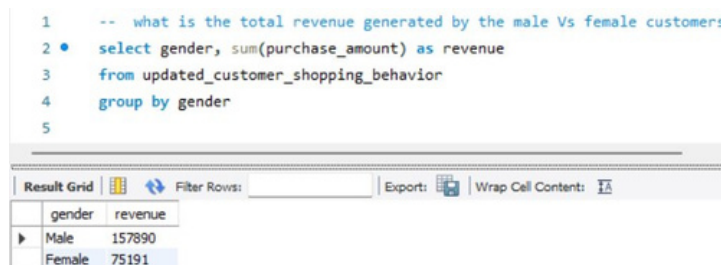 1 -- what is the total revenue generated by the male Vs female customers
2 select gender, sum(purchase_amount) as revenue
3 from updated_customer_shopping_behavior
4 group by gender
5
Result Grid Filter Rows: Export: Wrap Cell Content: IA
gender revenue
Male 157890
Female 75191